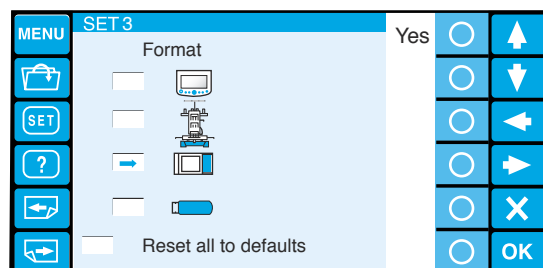 MENU
SET 3
Yes
Format
SET
?
Reset all to defaults
OK